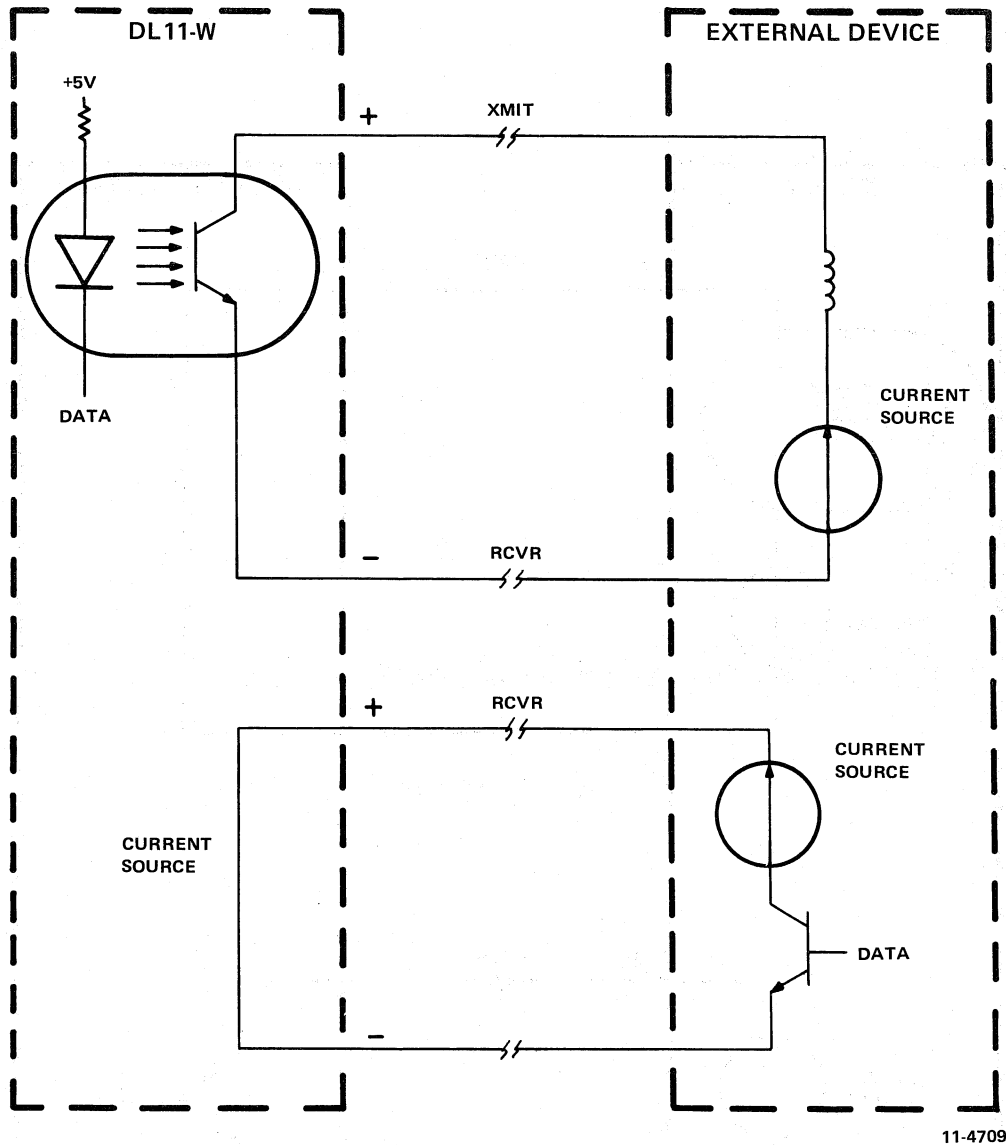 DL11-W
EXTERNAL DEVICE
+5V
+
XMIT
DATA
CURRENT
SOURCE
−
RCVR
+
RCVR
CURRENT
SOURCE
CURRENT
SOURCE
DATA
−
11-4709